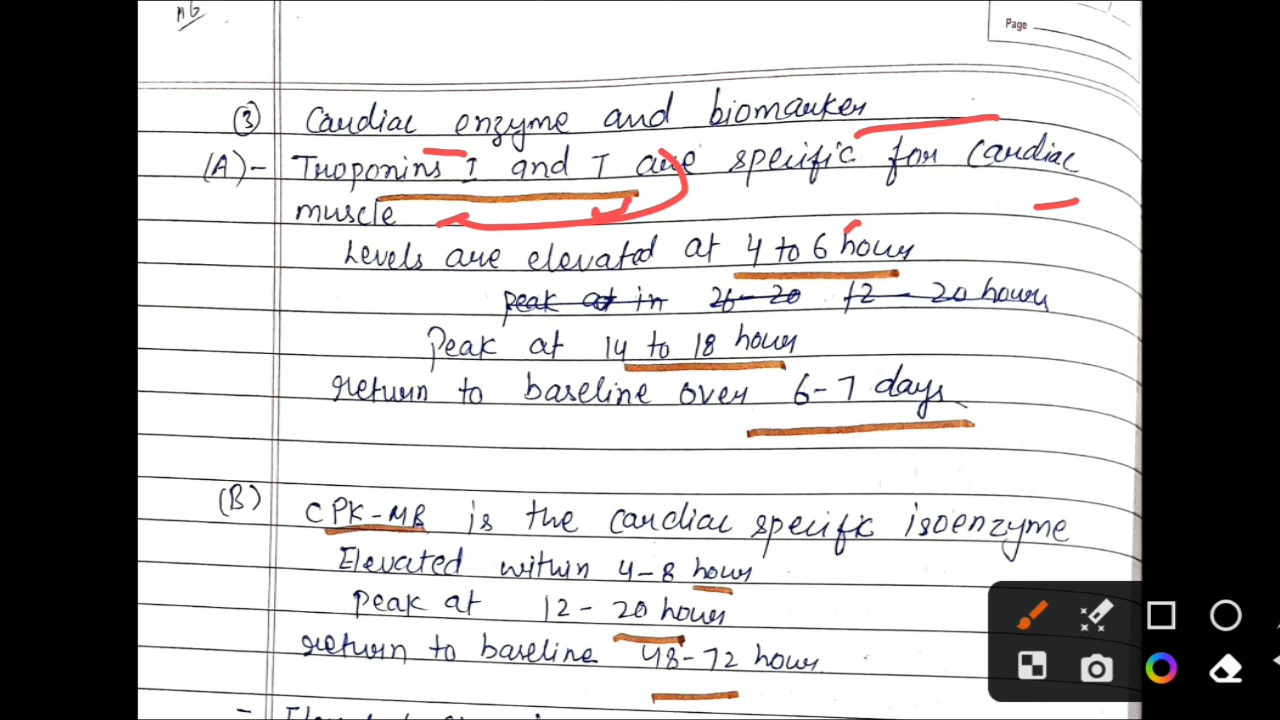 Page
③ Cardiac enzyme and biomarker
(A) - Troponins I and T are specific for cardiac
muscle
Levels are elevated at 4 to 6 hours
peak at in 12 - 20 hours
Peak at 14 to 18 hours
return to baseline over 6-7 days
(B) CPK-MB is the cardiac specific isoenzyme
Elevated within 4-8 hours
Peak at 12-20 hours
return to baseline 48-72 hours